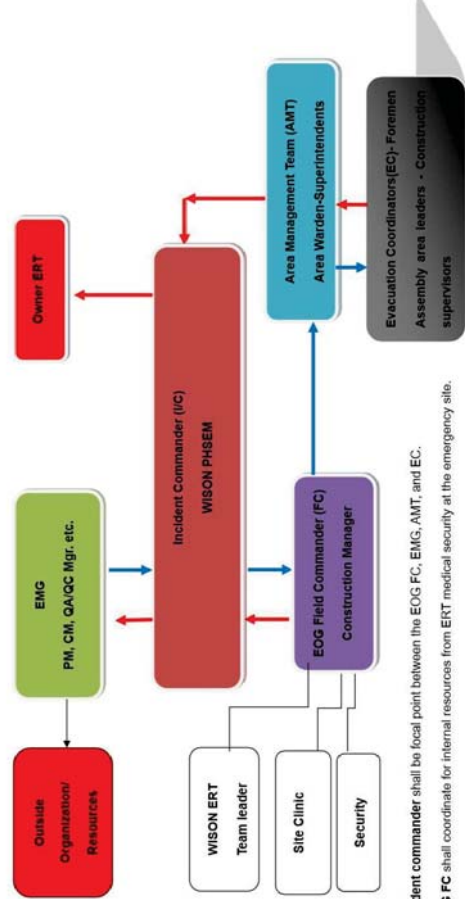 Outside
Organization/
Resources
EMG
PM, CM, QA/QC Mgr. etc.
Owner ERT
Incident Commander (I/C)
WISON PHSEM
WISON ERT
Team leader
Site Clinic
Security
EOG Field Commander (FC)
Construction Manager
Area Management Team (AMT)
Area Warden-Superintendents
Evacuation Coordinators(EC)- Foremen
Assembly area leaders - Construction
supervisors
dent commander shall be focal point between the EOG FC, EMG, AMT, and EC.
FC shall coordinate for internal resources from ERT medical security at the emergency site.